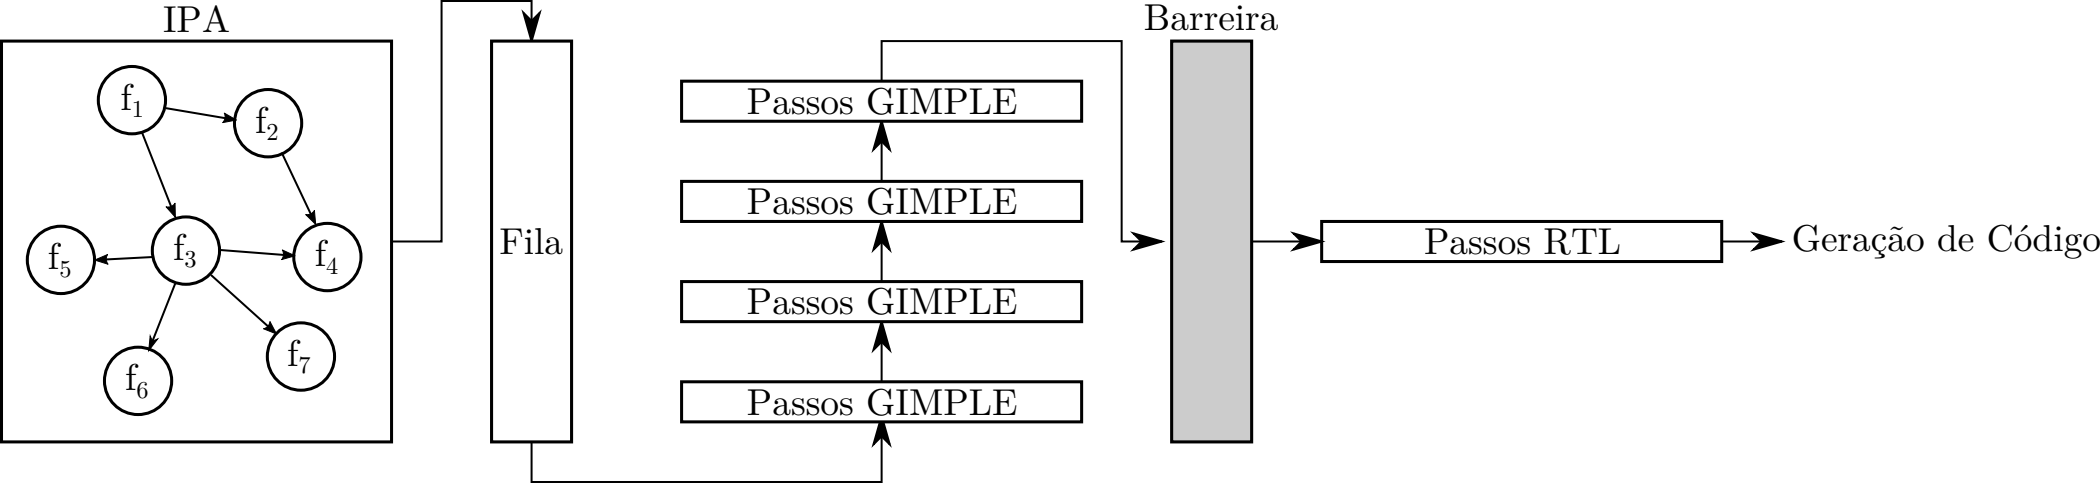 IPA
f1
f2
f3
f4
f5
f6
f7
Fila
Passos GIMPLE
Passos GIMPLE
Passos GIMPLE
Passos GIMPLE
Barreira
Passos RTL
Geração de Código